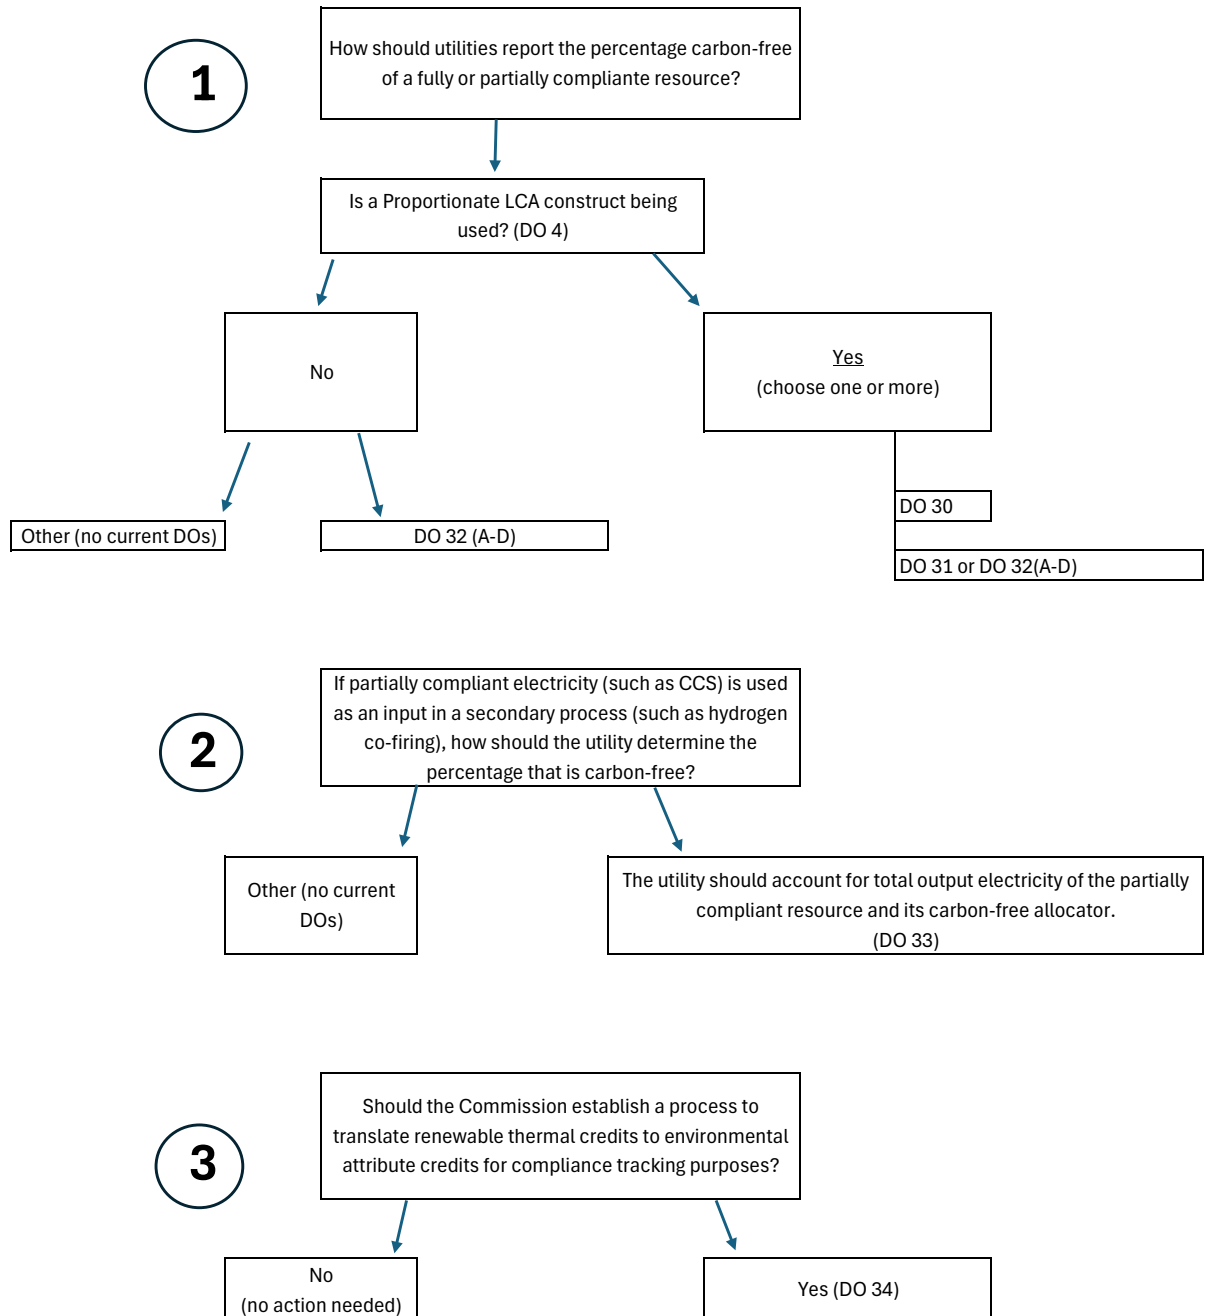 1
How should utilities report the percentage carbon-free
of a fully or partially compliante resource?
Is a Proportionate LCA construct being
used? (DO 4)
No
Yes
(choose one or more)
DO 30
Other (no current DOs)
DO 32 (A-D)
DO 31 or DO 32(A-D)
2
If partially compliant electricity (such as CCS) is used
as an input in a secondary process (such as hydrogen
co-firing), how should the utility determine the
percentage that is carbon-free?
Other (no current
DOs)
The utility should account for total output electricity of the partially
compliant resource and its carbon-free allocator.
(DO 33)
3
Should the Commission establish a process to
translate renewable thermal credits to environmental
attribute credits for compliance tracking purposes?
No
(no action needed)
Yes (DO 34)